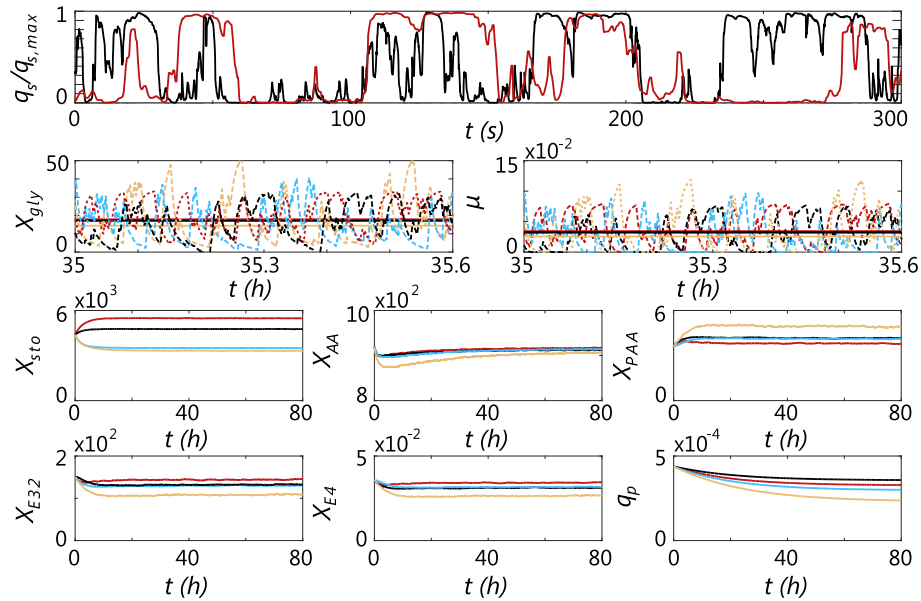 1
q_s/q_s,max
0
0 100 200 300
t (s)
50 15 x10^-2
X_gly μ
0 0
35 35.3 35.6 35 35.3 35.6
t (h) t (h)
6 x10^3 10 x10^2 6
X_sto X_AA X_PAA
0 8 0
0 40 80 0 40 80 0 40 80
t (h) t (h) t (h)
2 x10^2 5 x10^-2 5 x10^-4
X_E32 X_E4 q_p
0 0 0
0 40 80 0 40 80 0 40 80
t (h) t (h) t (h)